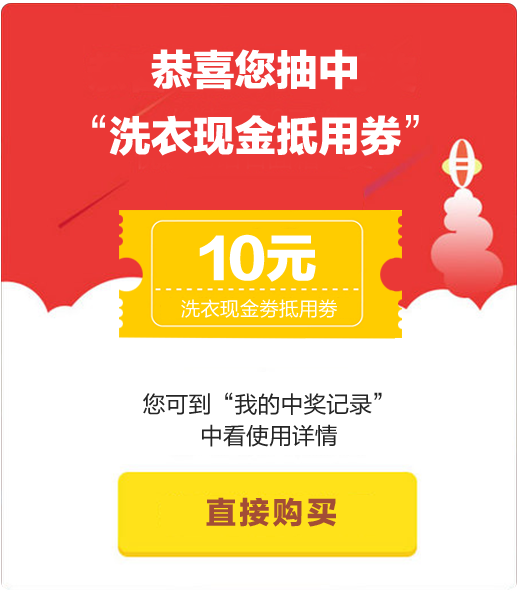 恭喜您抽中
“洗衣现金抵用券”
10元
洗衣现金劵抵用劵
您可到“我的中奖记录”
中看使用详情
直接购买